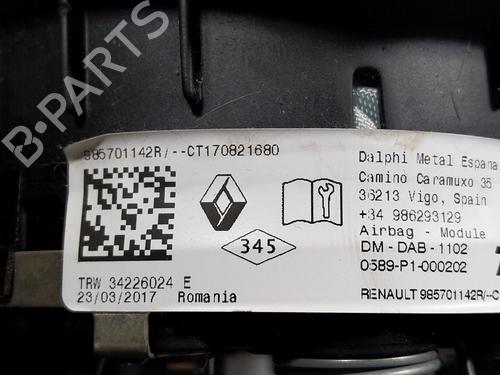 B-PARTS
985701142R/--CT170821680
Dalphi Metal Espana
Camino Caramuxo 35
36213 Vigo, Spain
+34 986293129
Airbag - Module
DM - DAB - 1102
0589-P1-000202
345
TRW 34226024 E
23/03/2017 Romania
RENAULT 985701142R/--C